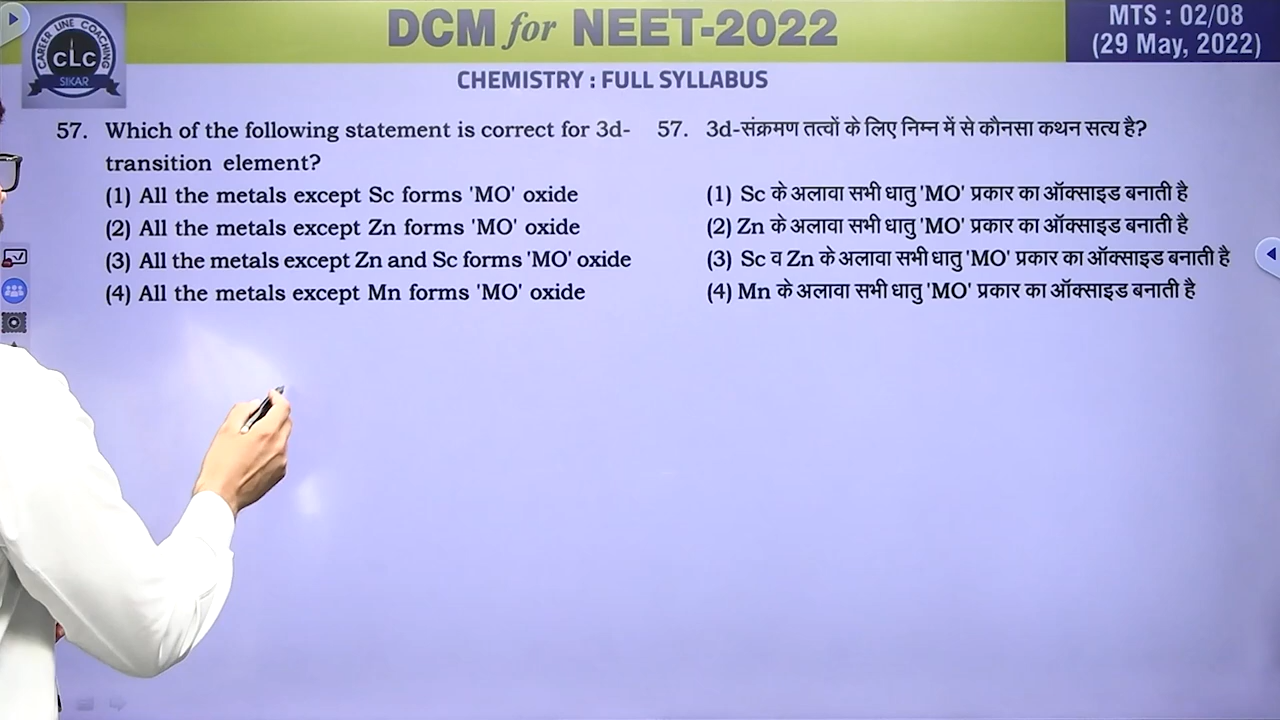 DCM for NEET-2022
MTS : 02/08
(29 May, 2022)
CAREER LINE COACHING
CLC
SIKAR
CHEMISTRY : FULL SYLLABUS
57. Which of the following statement is correct for 3d-
transition element?
(1) All the metals except Sc forms 'MO' oxide
(2) All the metals except Zn forms 'MO' oxide
(3) All the metals except Zn and Sc forms 'MO' oxide
(4) All the metals except Mn forms 'MO' oxide
57. 3d-संक्रमण तत्वों के लिए निम्न में से कौनसा कथन सत्य है?
(1) Sc के अलावा सभी धातु 'MO' प्रकार का ऑक्साइड बनाती है
(2) Zn के अलावा सभी धातु 'MO' प्रकार का ऑक्साइड बनाती है
(3) Sc व Zn के अलावा सभी धातु 'MO' प्रकार का ऑक्साइड बनाती है
(4) Mn के अलावा सभी धातु 'MO' प्रकार का ऑक्साइड बनाती है